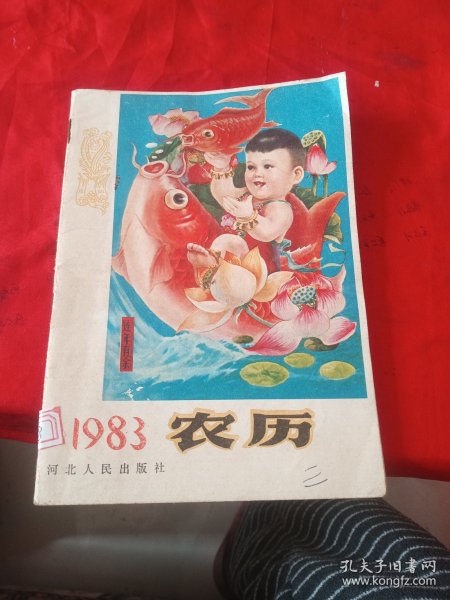 1983 农历
河北人民出版社
三
孔夫子旧书网
www.kongfz.com